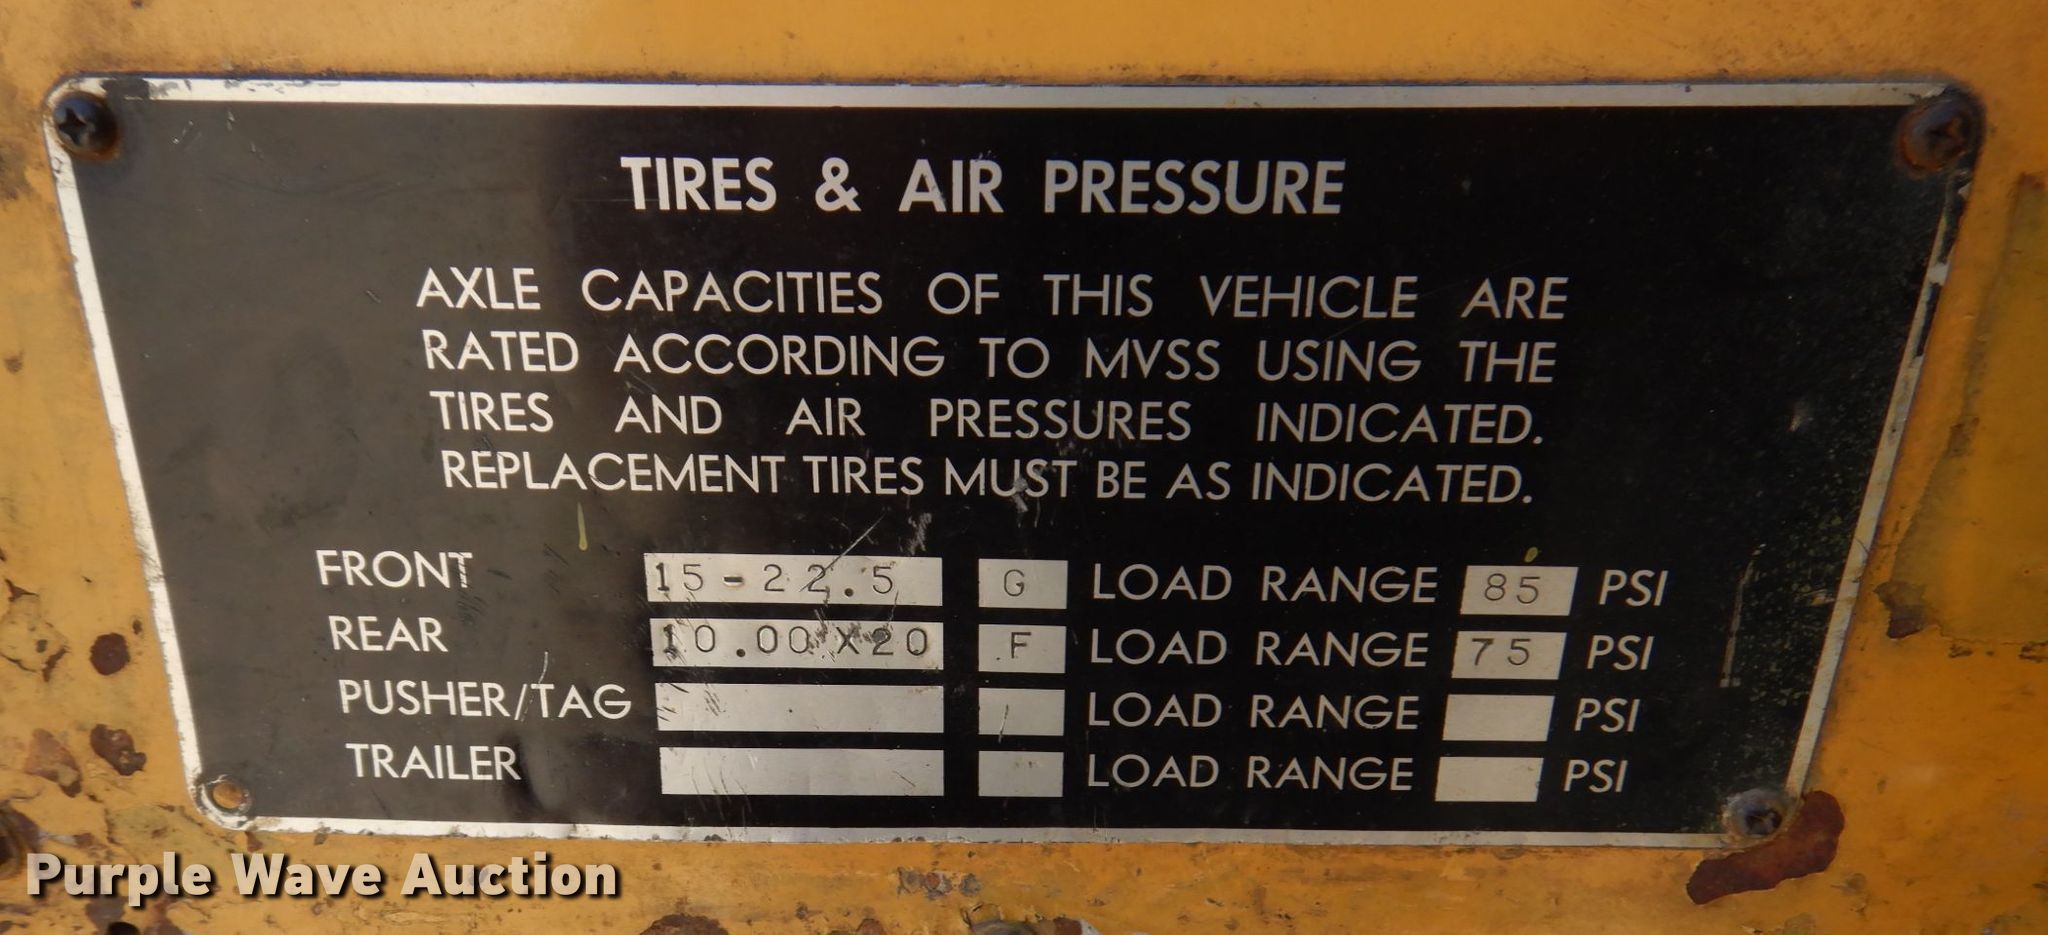 TIRES & AIR PRESSURE
AXLE CAPACITIES OF THIS VEHICLE ARE
RATED ACCORDING TO MVSS USING THE
TIRES AND AIR PRESSURES INDICATED.
REPLACEMENT TIRES MUST BE AS INDICATED.
FRONT 15-22.5 G LOAD RANGE 85 PSI
REAR 10.00X20 F LOAD RANGE 75 PSI
PUSHER/TAG LOAD RANGE PSI
TRAILER LOAD RANGE PSI
Purple Wave Auction